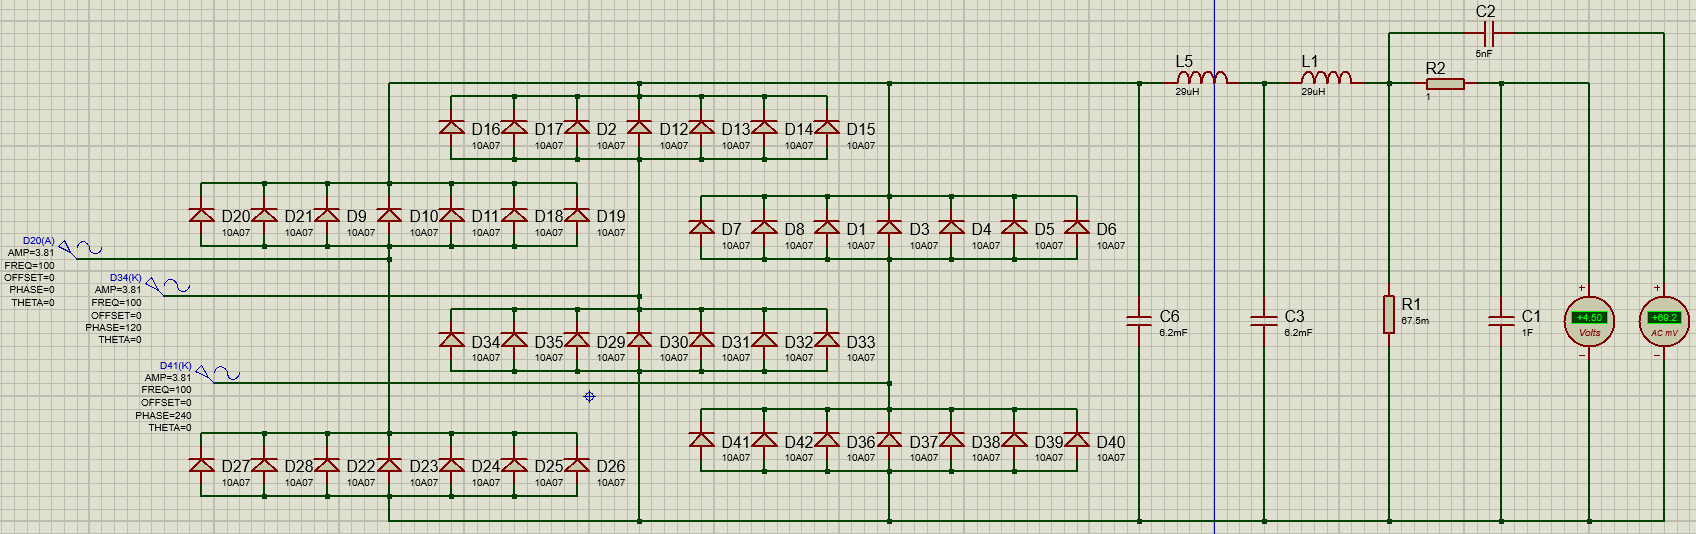 C2
5nF
L5
29uH
L1
29uH
R2
1
D16 D17 D2 D12 D13 D14 D15
10A07 10A07 10A07 10A07 10A07 10A07 10A07
D20 D21 D9 D10 D11 D18 D19
10A07 10A07 10A07 10A07 10A07 10A07 10A07
D7 D8 D1 D3 D4 D5 D6
10A07 10A07 10A07 10A07 10A07 10A07 10A07
D20(A)
AMP=3.81
FREQ=100
OFFSET=0
PHASE=0
THETA=0
D34(K)
AMP=3.81
FREQ=100
OFFSET=0
PHASE=120
THETA=0
D34 D35 D29 D30 D31 D32 D33
10A07 10A07 10A07 10A07 10A07 10A07 10A07
D41(K)
AMP=3.81
FREQ=100
OFFSET=0
PHASE=240
THETA=0
D41 D42 D36 D37 D38 D39 D40
10A07 10A07 10A07 10A07 10A07 10A07 10A07
D27 D28 D22 D23 D24 D25 D26
10A07 10A07 10A07 10A07 10A07 10A07 10A07
C6
6.2mF
C3
6.2mF
R1
67.5m
C1
1F
+
+4.50
Volts
−
+
+69.2
AC mV
−